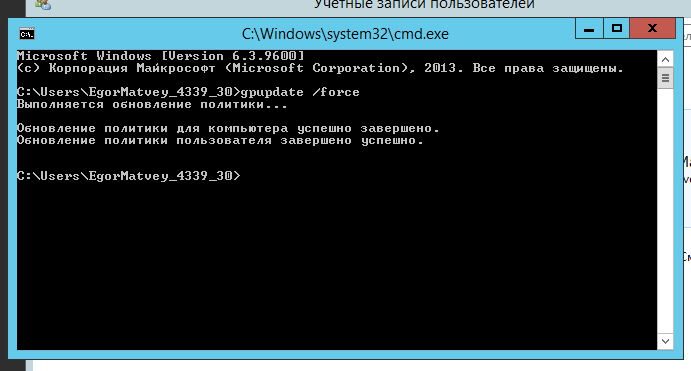 Учетные записи пользователей
C:\Windows\system32\cmd.exe
Microsoft Windows [Version 6.3.9600]
(c) Корпорация Майкрософт (Microsoft Corporation), 2013. Все права защищены.
C:\Users\EgorMatvey_4339_30>gpupdate /force
Выполняется обновление политики...
Обновление политики для компьютера успешно завершено.
Обновление политики пользователя завершено успешно.
C:\Users\EgorMatvey_4339_30>